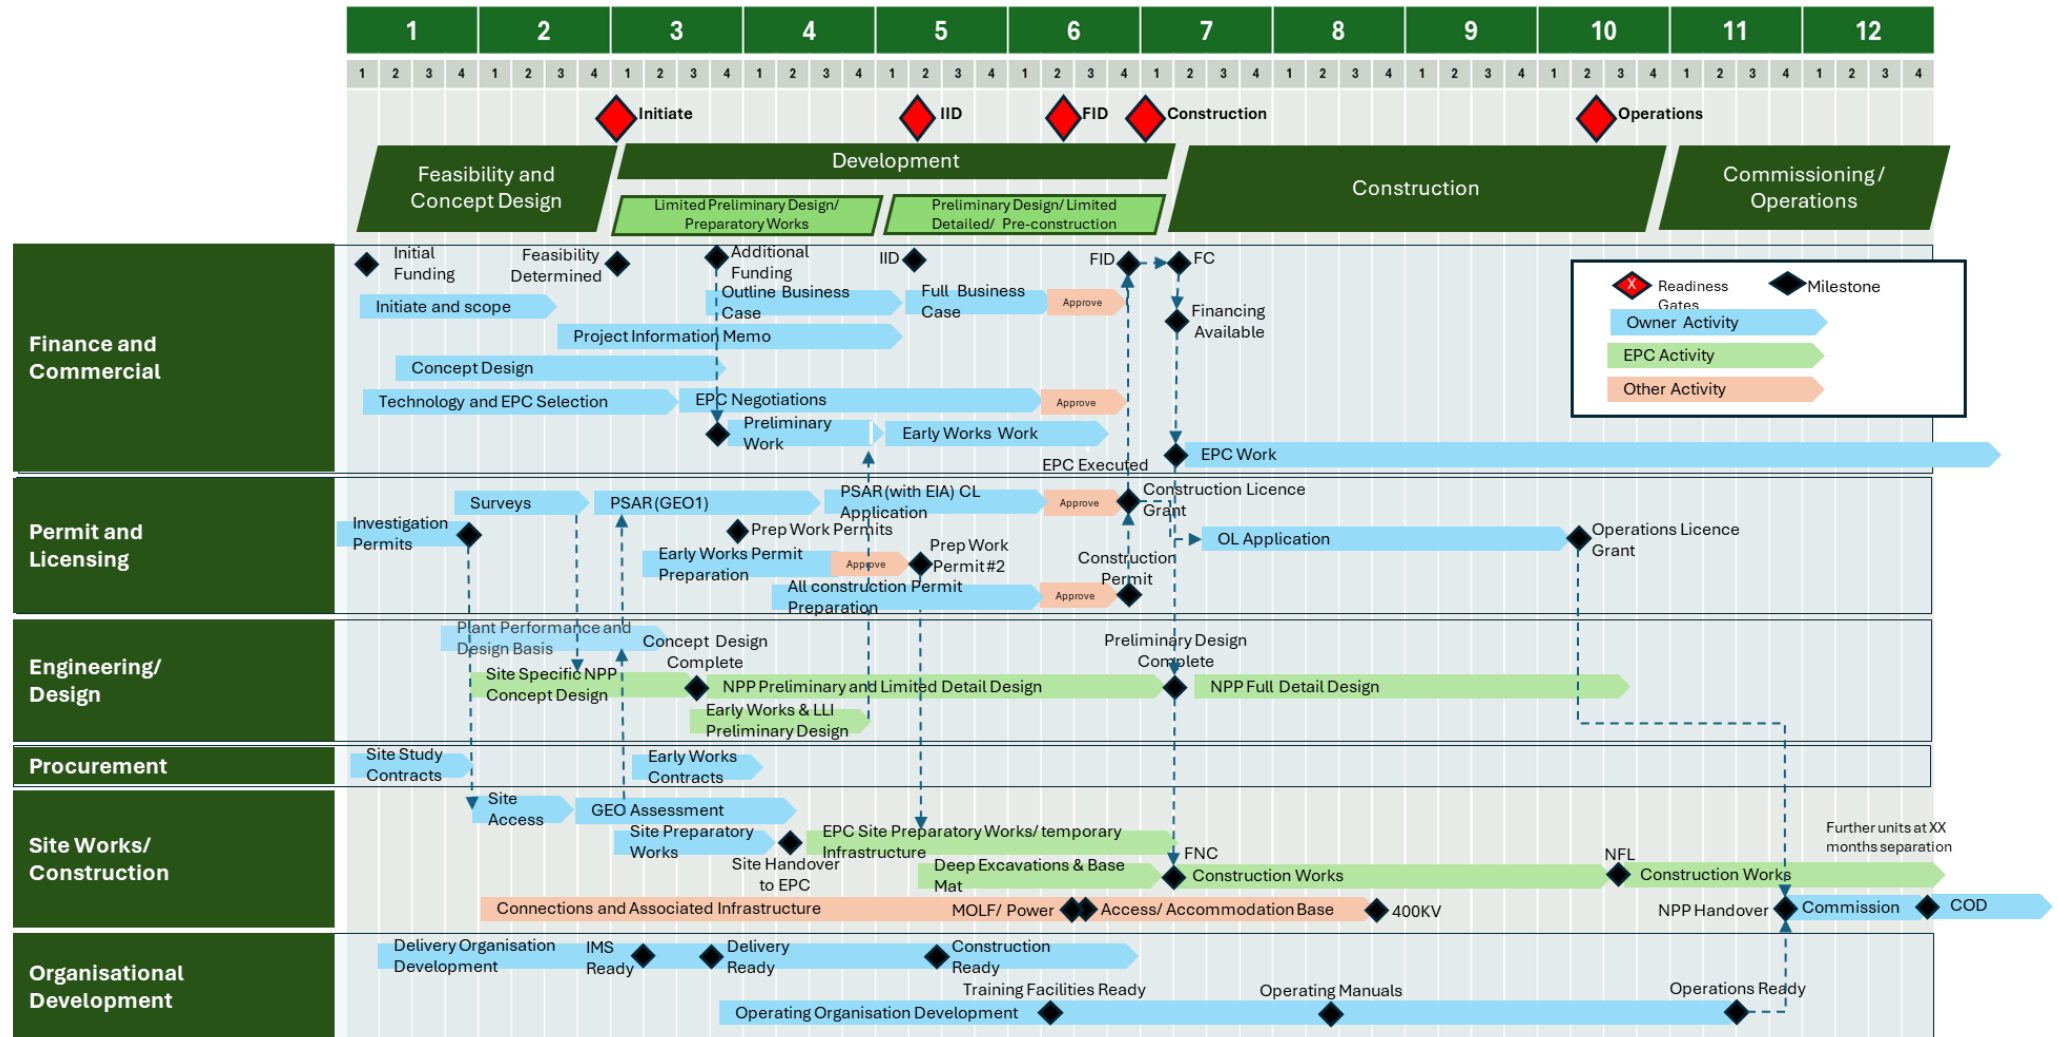 1 2 3 4 5 6 7 8 9 10 11 12
1 2 3 4 1 2 3 4 1 2 3 4 1 2 3 4 1 2 3 4 1 2 3 4 1 2 3 4 1 2 3 4 1 2 3 4 1 2 3 4 1 2 3 4 1 2 3 4
Initiate
IID
FID
Construction
Operations
Feasibility and
Concept Design
Development
Limited Preliminary Design/
Preparatory Works
Preliminary Design/ Limited
Detailed/ Pre-construction
Construction
Commissioning /
Operations
Finance and
Commercial
Initial
Funding
Feasibility
Determined
Additional
Funding
IID
FID
FC
Initiate and scope
Outline Business
Case
Full Business
Case
Approve
Financing
Available
Project Information Memo
Concept Design
Technology and EPC Selection
EPC Negotiations
Approve
Preliminary
Work
Early Works Work
EPC Work
EPC Executed
X
Readiness
Gates
Milestone
Owner Activity
EPC Activity
Other Activity
Permit and
Licensing
Surveys
PSAR (GEO1)
PSAR (with EIA) CL
Application
Approve
Construction Licence
Grant
Investigation
Permits
Prep Work Permits
OL Application
Operations Licence
Grant
Early Works Permit
Preparation
Approve
Prep Work
Permit #2
Construction
Permit
All construction Permit
Preparation
Approve
Engineering/
Design
Plant Performance and
Design Basis
Concept Design
Complete
Preliminary Design
Complete
Site Specific NPP
Concept Design
NPP Preliminary and Limited Detail Design
NPP Full Detail Design
Early Works & LLI
Preliminary Design
Procurement
Site Study
Contracts
Early Works
Contracts
Site Works/
Construction
Site
Access
GEO Assessment
Site Preparatory
Works
Site Handover
to EPC
EPC Site Preparatory Works/ temporary
Infrastructure
Further units at XX
months separation
Deep Excavations & Base
Mat
FNC
Construction Works
NFL
Construction Works
Connections and Associated Infrastructure
MOLF/ Power
Access/ Accommodation Base
400KV
NPP Handover
Commission
COD
Organisational
Development
Delivery Organisation
Development
IMS
Ready
Delivery
Ready
Construction
Ready
Training Facilities Ready
Operating Manuals
Operations Ready
Operating Organisation Development